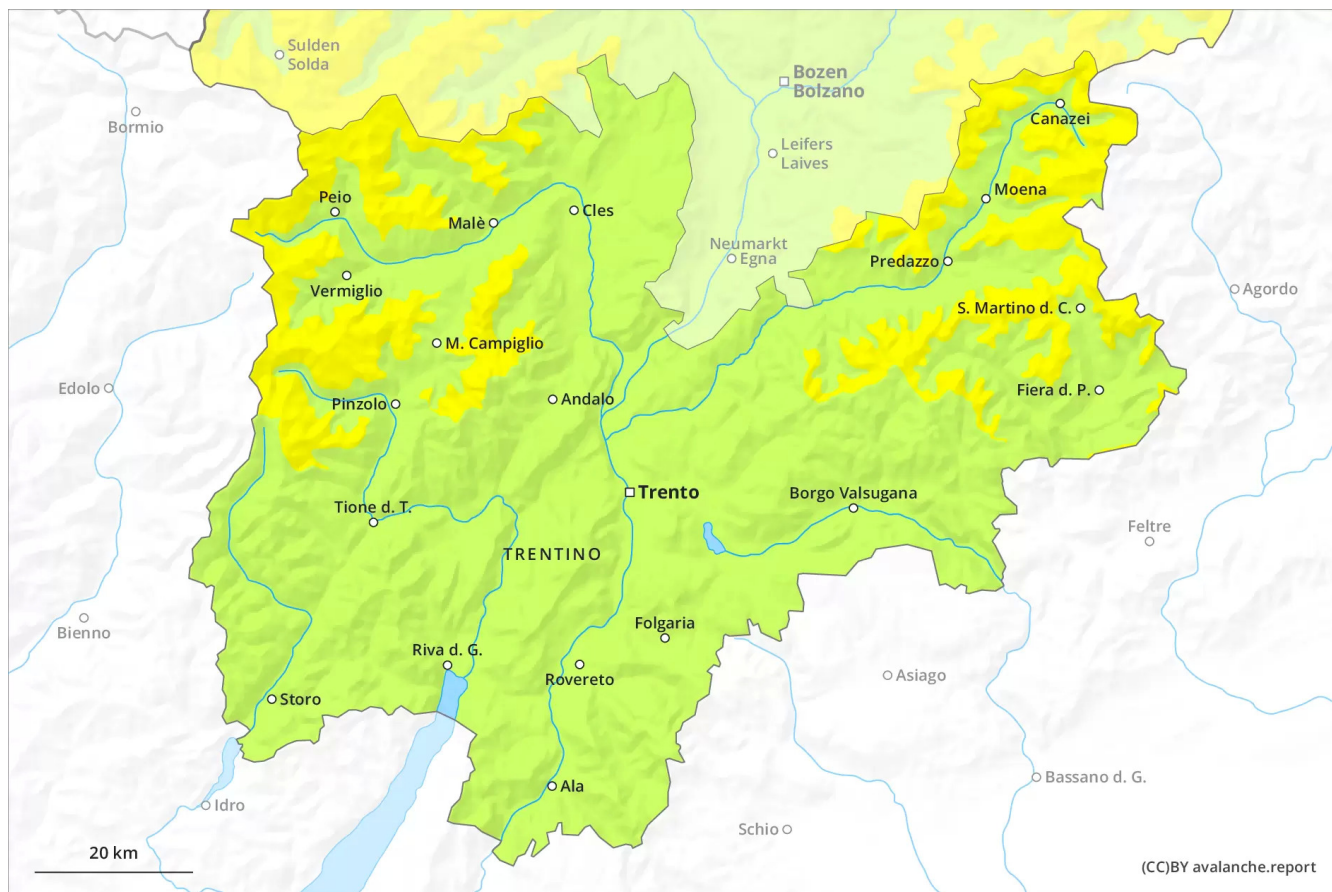 Sulden
Solda
Bozen
Bolzano
Bormio
Canazei
Leifers
Laives
Peio
Moena
Malè
Cles
Neumarkt
Egna
Predazzo
Vermiglio
Agordo
S. Martino d. C.
M. Campiglio
Edolo
Fiera d. P.
Pinzolo
Andalo
Trento
Borgo Valsugana
Tione d. T.
Feltre
TRENTINO
Bienno
Folgaria
Riva d. G.
Asiago
Rovereto
Storo
Bassano d. G.
Ala
Idro
Schio
20 km
(CC)BY avalanche.report